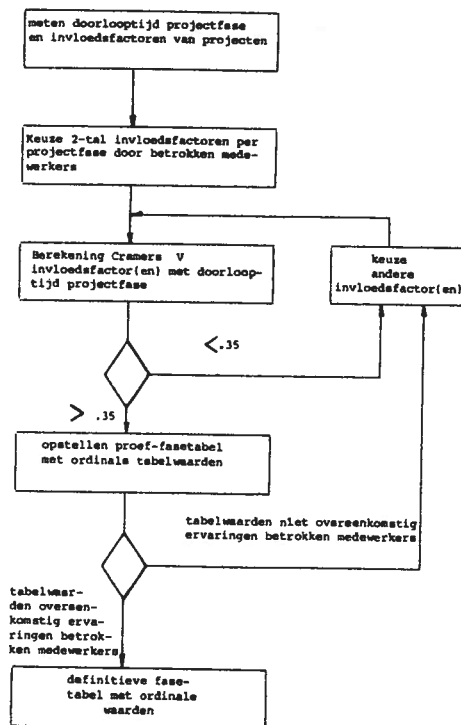 meten doorlooptijd projectfase
en invloedsfactoren van projecten
Keuze 2-tal invloedsfactoren per
projectfase door betrokken mede-
werkers
Berekening Cramers V
invloedsfactor(en) met doorloop-
tijd projectfase
keuze
andere
invloedsfactor(en)
< .35
> .35
opstellen proef-fasetabel
met ordinale tabelwaarden
tabelwaarden niet overeenkomstig
ervaringen betrokken medewerkers
tabelwaar-
den overeen-
komstig erva-
ringen betrok-
ken medewerkers
definitieve fase-
tabel met ordinale
waarden